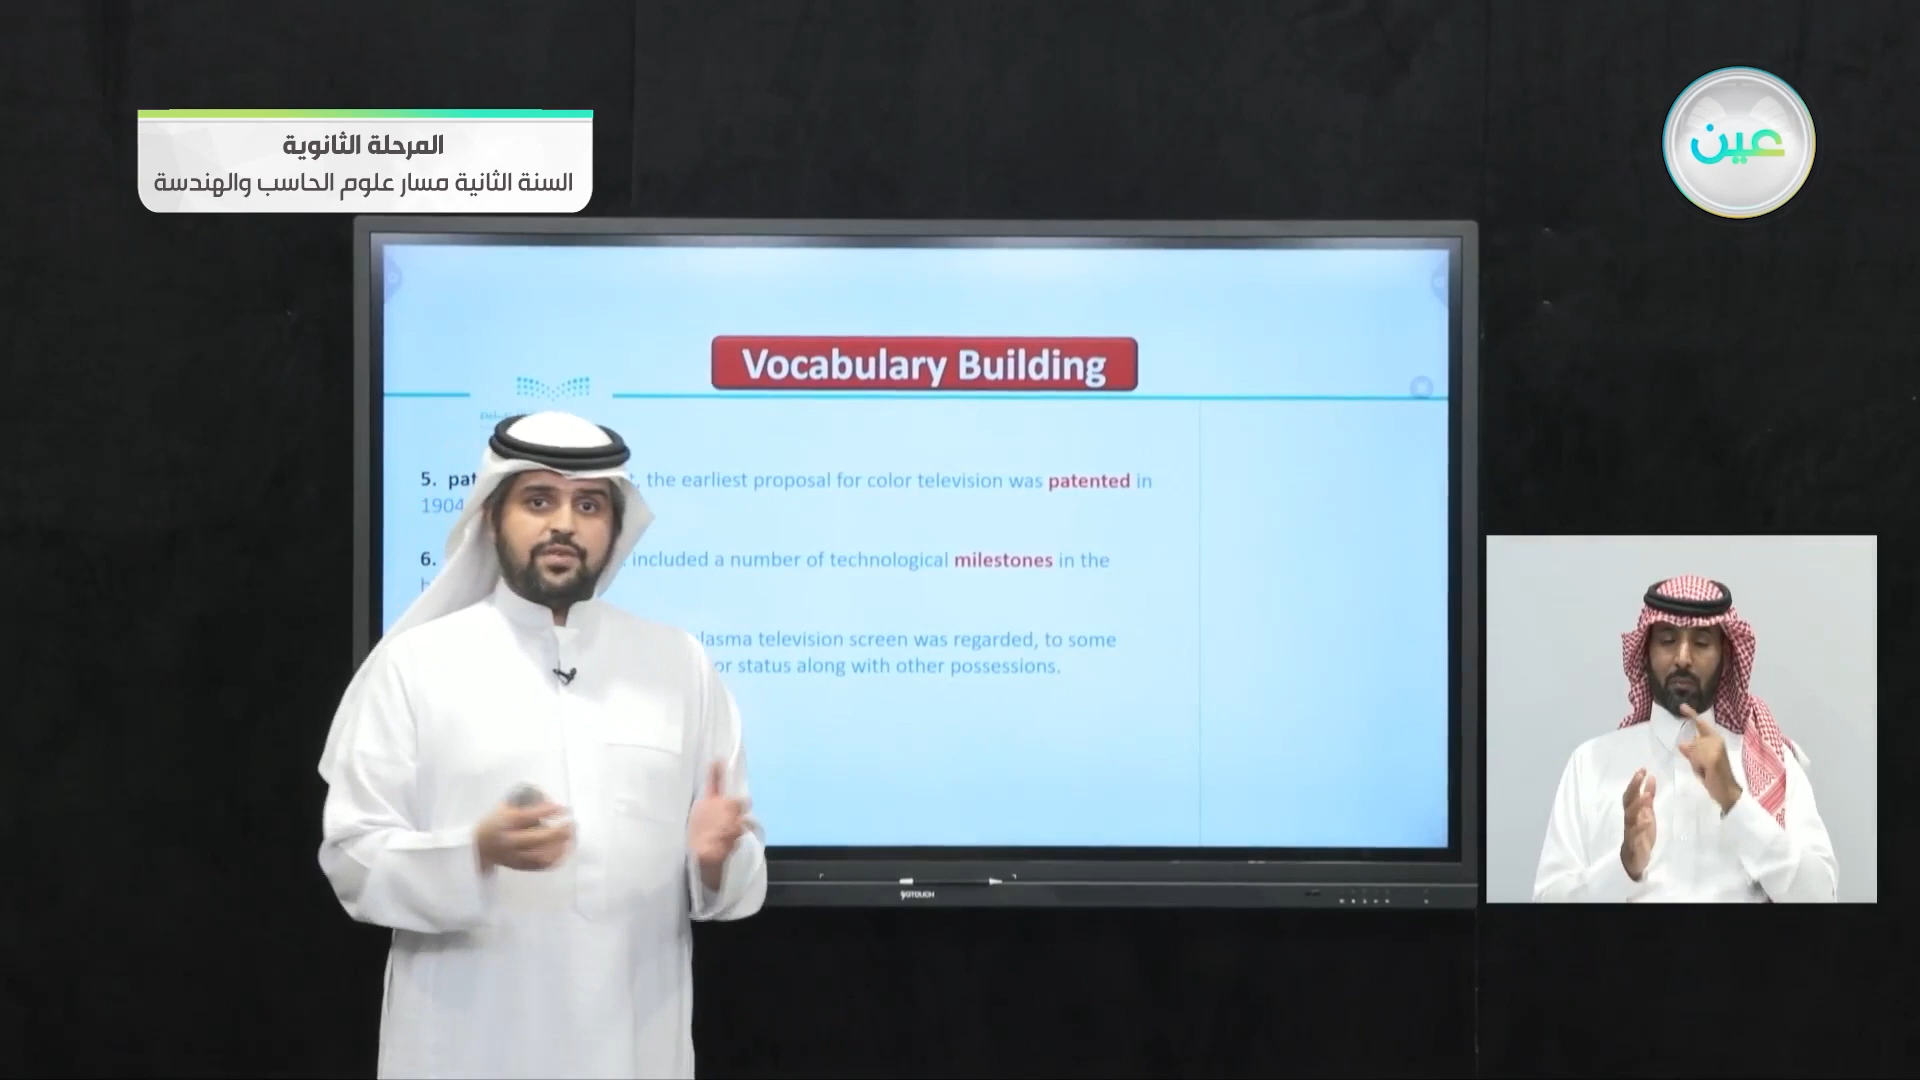 المرحلة الثانوية
السنة الثانية مسار علوم الحاسب والهندسة
عين
Vocabulary Building
5. pat , the earliest proposal for color television was patented in
1904
6. included a number of technological milestones in the
plasma television screen was regarded, to some
or status along with other possessions.